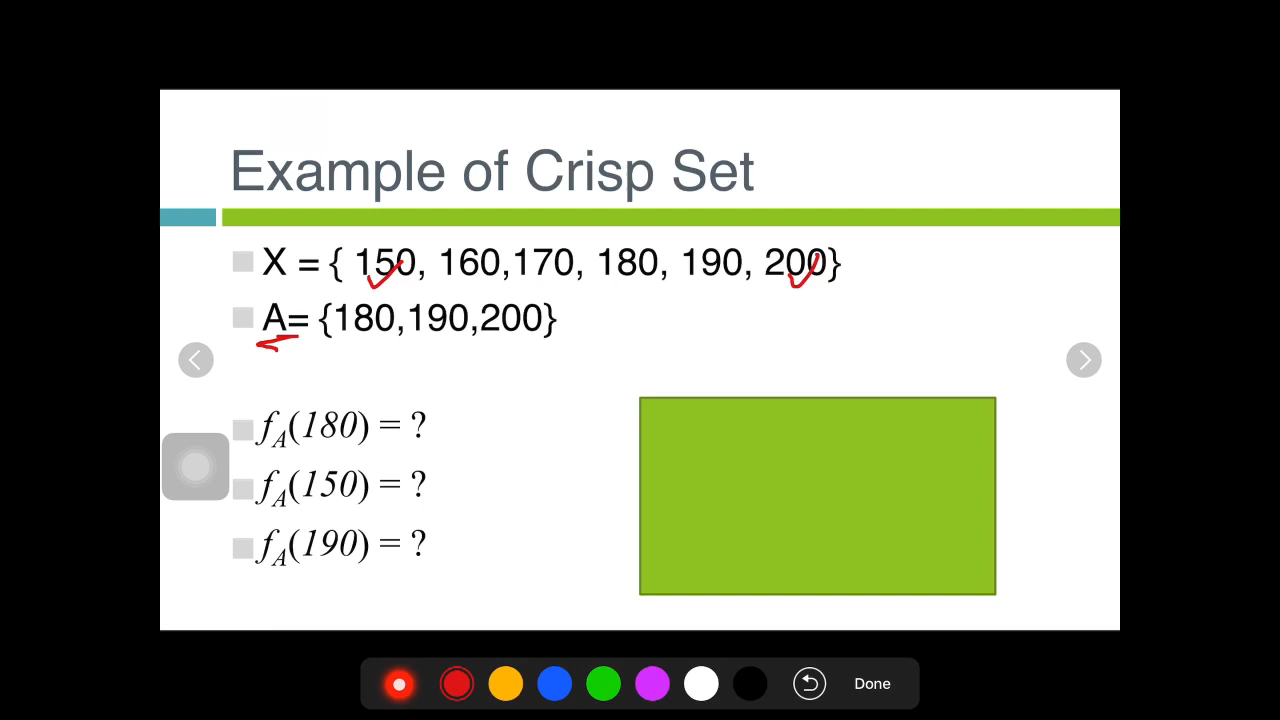 Example of Crisp Set
X = { 150, 160,170, 180, 190, 200}
A= {180,190,200}
fA(180) = ?
fA(150) = ?
fA(190) = ?
Done